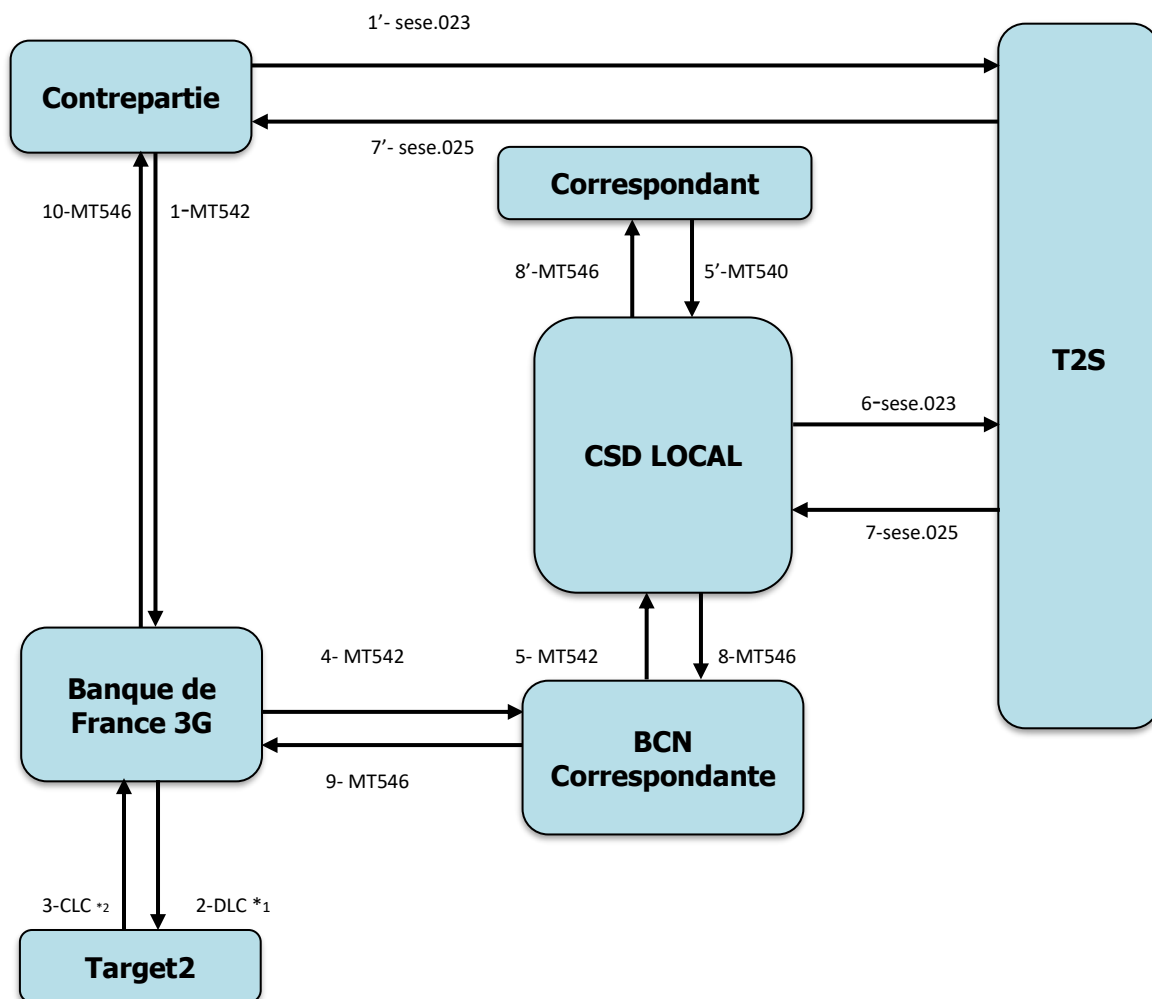 1’- sese.023
Contrepartie
7’- sese.025
Correspondant
10-MT546
1-MT542
8’-MT546
5’-MT540
T2S
6-sese.023
CSD LOCAL
7-sese.025
4- MT542
5- MT542
8-MT546
Banque de
France 3G
BCN
Correspondante
9- MT546
3-CLC *2
2-DLC *1
Target2